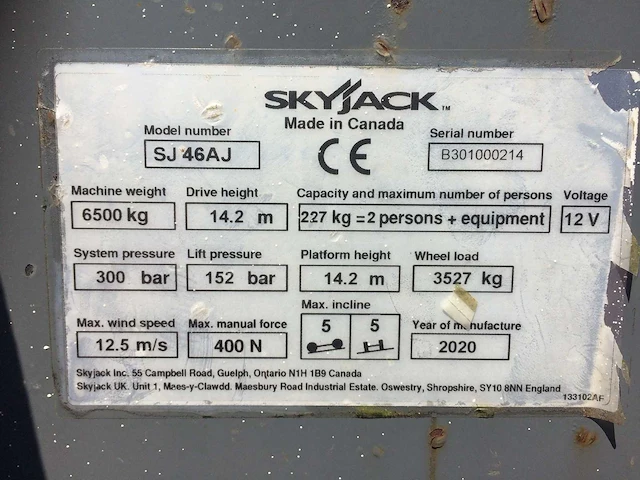 SKYJACK™
Made in Canada
Model number
SJ 46AJ
CE
Serial number
B301000214
Machine weight Drive height Capacity and maximum number of persons Voltage
6500 kg 14.2 m 227 kg =2 persons + equipment 12 V
System pressure Lift pressure Platform height Wheel load
300 bar 152 bar 14.2 m 3527 kg
Max. wind speed Max. manual force Max. incline Year of manufacture
12.5 m/s 400 N 5 5 2020
Skyjack Inc. 55 Campbell Road, Guelph, Ontario N1H 1B9 Canada
Skyjack UK. Unit 1, Maes-y-Clawdd. Maesbury Road Industrial Estate. Oswestry, Shropshire, SY10 8NN England
133102AF